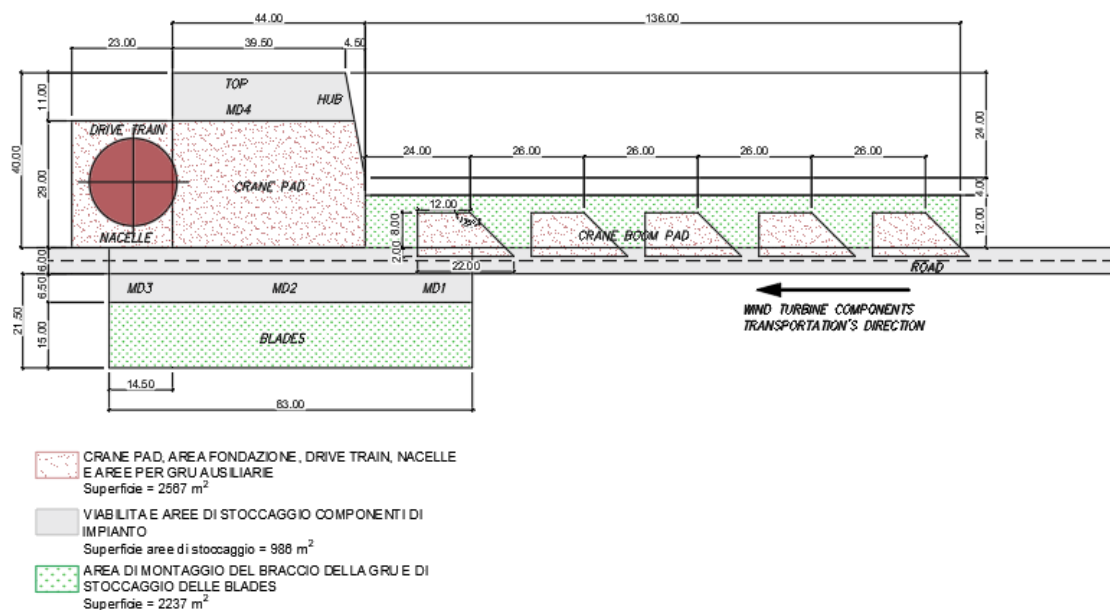 44.00
136.00
23.00
39.50
4.50
TOP
MD4
HUB
11.00
DRIVE TRAIN
40.00
29.00
CRANE PAD
NACELLE
24.00
26.00
26.00
26.00
26.00
24.00
4.00
12.00
12.00
8.00
2.00
135°
CRANE BOOM PAD
22.00
6.00
ROAD
6.50
MD3
MD2
MD1
21.50
15.00
BLADES
WIND TURBINE COMPONENTS
TRANSPORTATION'S DIRECTION
14.50
83.00
CRANE PAD, AREA FONDAZIONE, DRIVE TRAIN, NACELLE
E AREE PER GRU AUSILIARIE
Superficie = 2567 m²
VIABILITA E AREE DI STOCCAGGIO COMPONENTI DI
IMPIANTO
Superficie aree di stoccaggio = 986 m²
AREA DI MONTAGGIO DEL BRACCIO DELLA GRU E DI
STOCCAGGIO DELLE BLADES
Superficie = 2237 m²